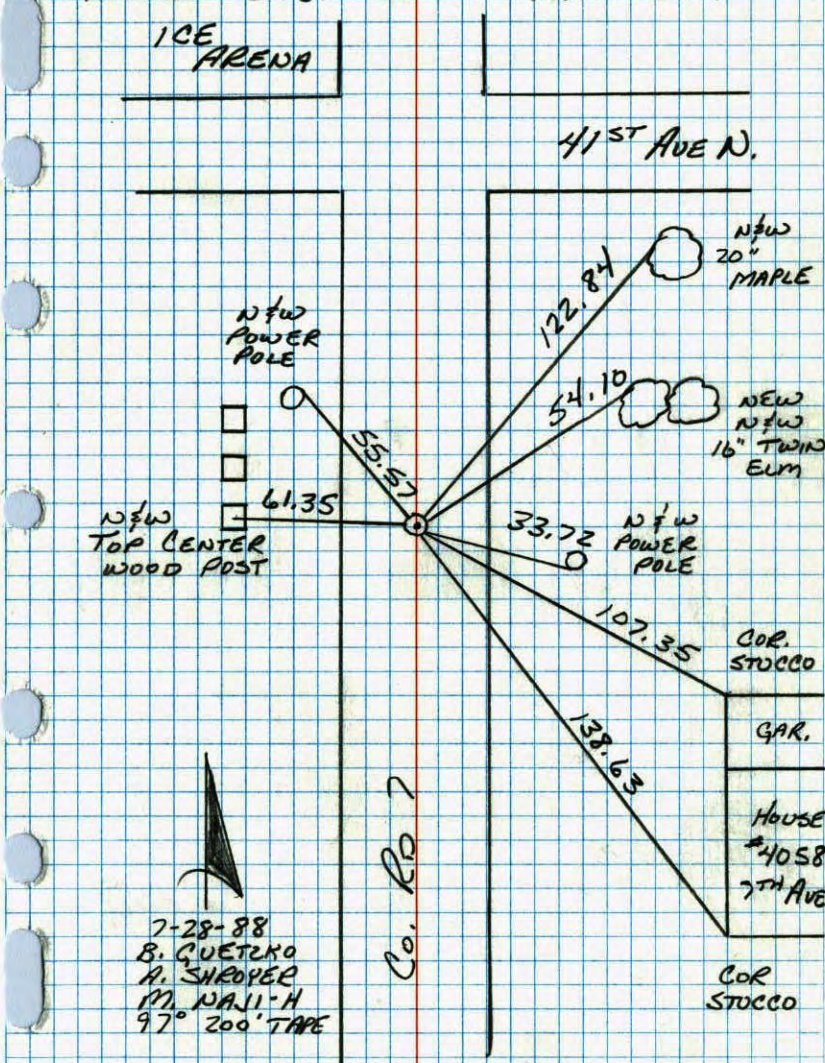 ICE
ARENA
41ST AVE N.
N & W
20"
MAPLE
122.84
N & W
POWER
POLE
54.10
NEW
N & W
16" TWIN
ELM
55.57
61.35
N & W
TOP CENTER
WOOD POST
33.72
N & W
POWER
POLE
107.35
COR.
STUCCO
GAR.
138.63
HOUSE
#4058
7TH AVE
Co. RD 7
7-28-88
B. GUETZKO
A. SHROYER
M. NAJI-H
97° 200' TAPE
COR
STUCCO